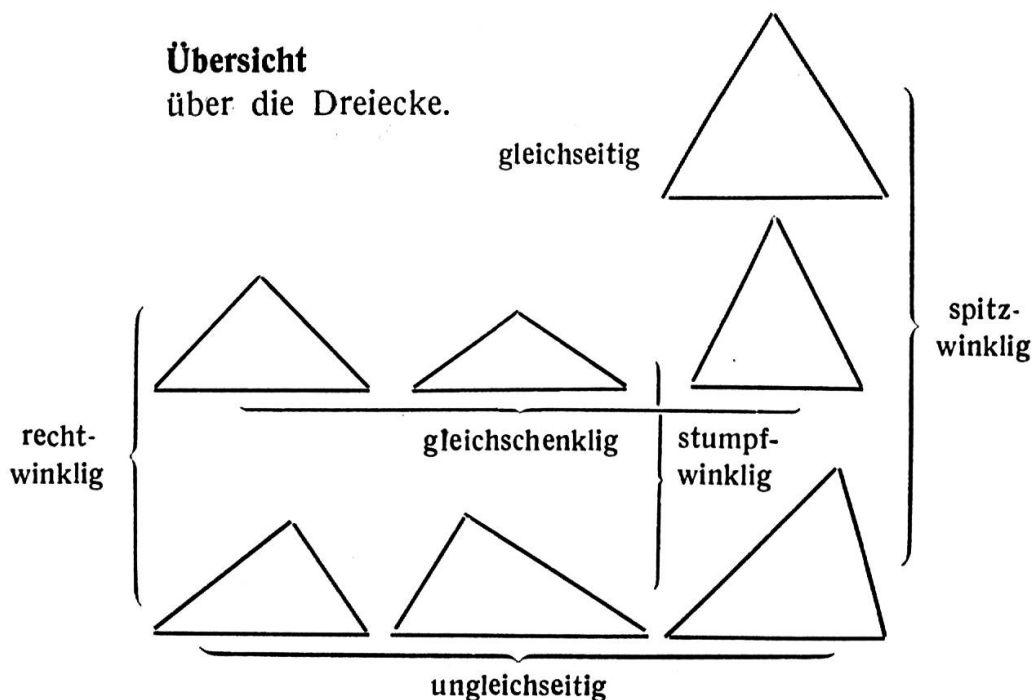 Übersicht
über die Dreiecke.
gleichseitig
spitz-
winklig
recht-
winklig
gleichschenklig
stumpf-
winklig
ungleichseitig